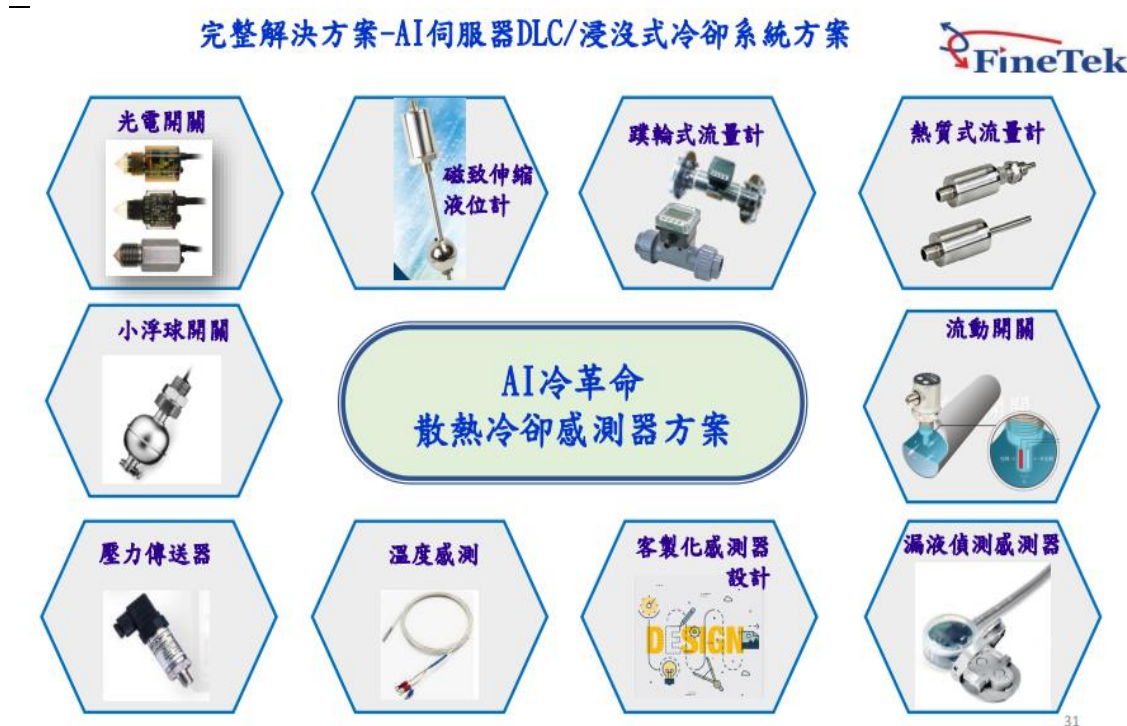 完整解決方案-AI伺服器DLC/浸沒式冷卻系統方案
FineTek
光電開關
磁致伸縮
液位計
蹼輪式流量計
熱質式流量計
小浮球開關
AI冷革命
散熱冷卻感測器方案
流動開關
壓力傳送器
溫度感測
客製化感測器
設計
DESIGN
漏液偵測感測器
31